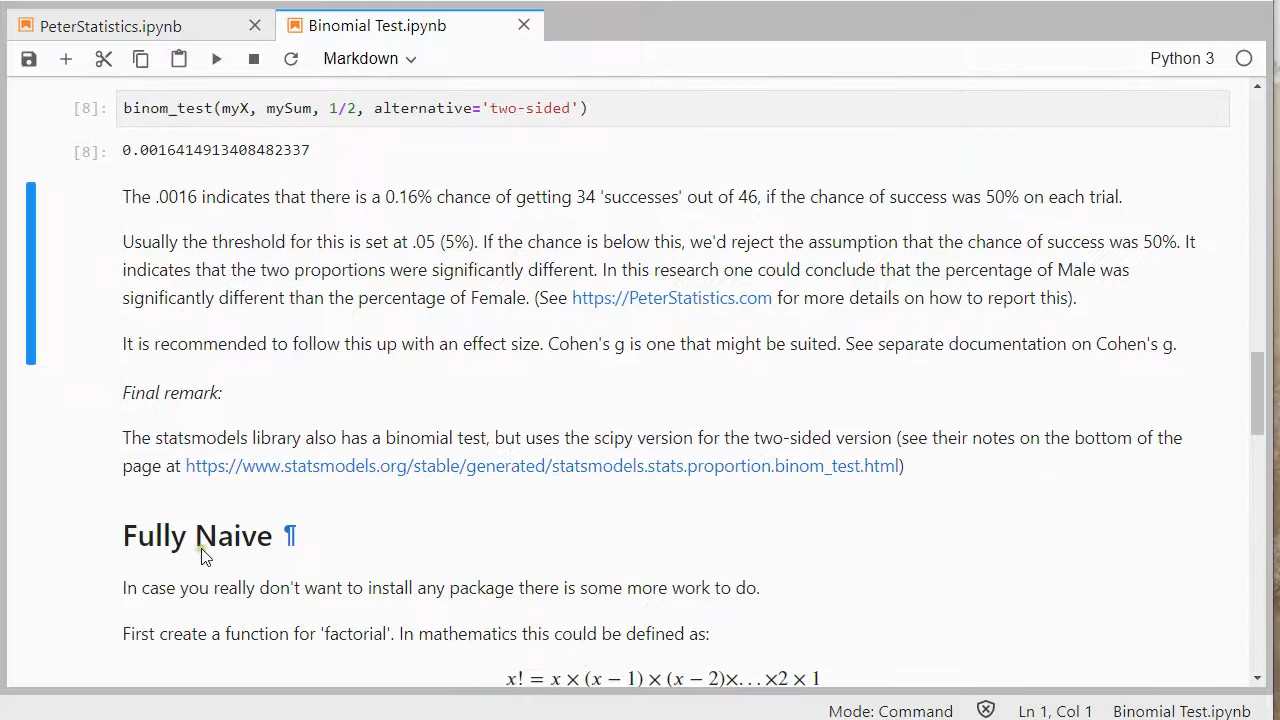 PeterStatistics.ipynb
Binomial Test.ipynb
Markdown
Python 3
[8]: binom_test(myX, mySum, 1/2, alternative='two-sided')
[8]: 0.0016414913408482337
The .0016 indicates that there is a 0.16% chance of getting 34 'successes' out of 46, if the chance of success was 50% on each trial.
Usually the threshold for this is set at .05 (5%). If the chance is below this, we'd reject the assumption that the chance of success was 50%. It
indicates that the two proportions were significantly different. In this research one could conclude that the percentage of Male was
significantly different than the percentage of Female. (See https://PeterStatistics.com for more details on how to report this).
It is recommended to follow this up with an effect size. Cohen's g is one that might be suited. See separate documentation on Cohen's g.
Final remark:
The statsmodels library also has a binomial test, but uses the scipy version for the two-sided version (see their notes on the bottom of the
page at https://www.statsmodels.org/stable/generated/statsmodels.stats.proportion.binom_test.html)
Fully Naive ¶
In case you really don't want to install any package there is some more work to do.
First create a function for 'factorial'. In mathematics this could be defined as:
x! = x × (x − 1) × (x − 2)×. . . ×2 × 1
Mode: Command
Ln 1, Col 1
Binomial Test.ipynb